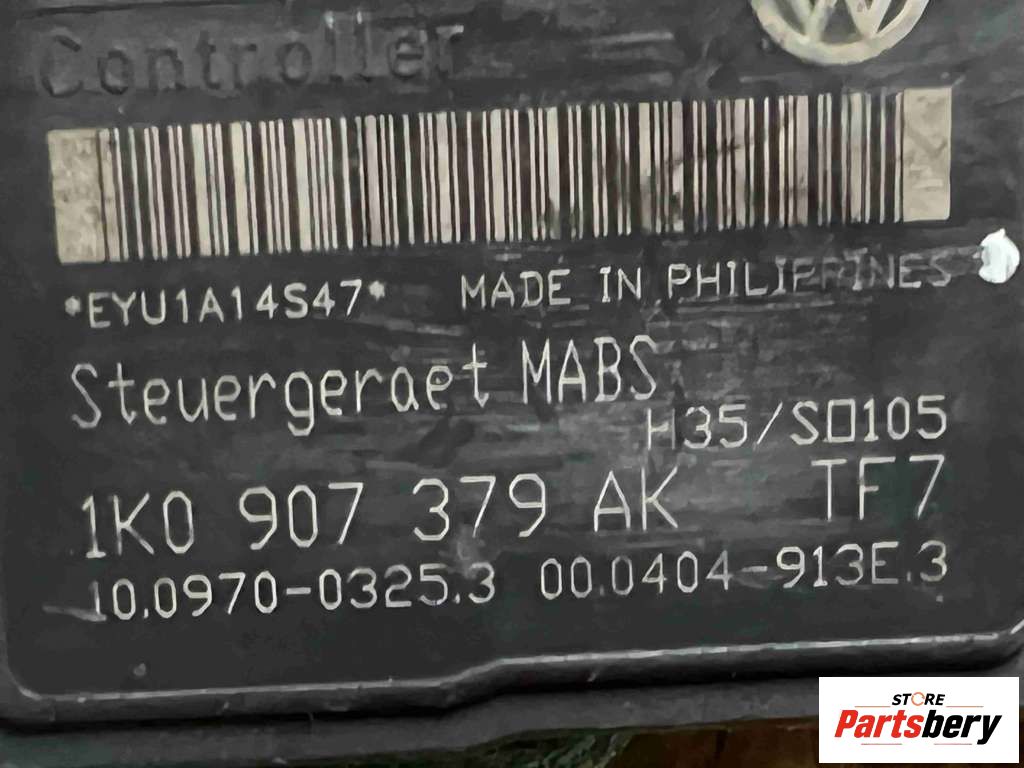 Controller
*EYU1A14S47* MADE IN PHILIPPINES
Steuergeraet MABS
H35/S0105
1K0 907 379 AK TF7
10.0970-0325.3 00.0404-913E.3
STORE
Partsbery